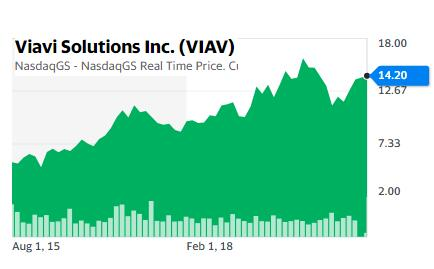 Viavi Solutions Inc. (VIAV)
NasdaqGS - NasdaqGS Real Time Price.
18.00
14.20
12.67
7.33
2.00
Aug 1, 15
Feb 1, 18